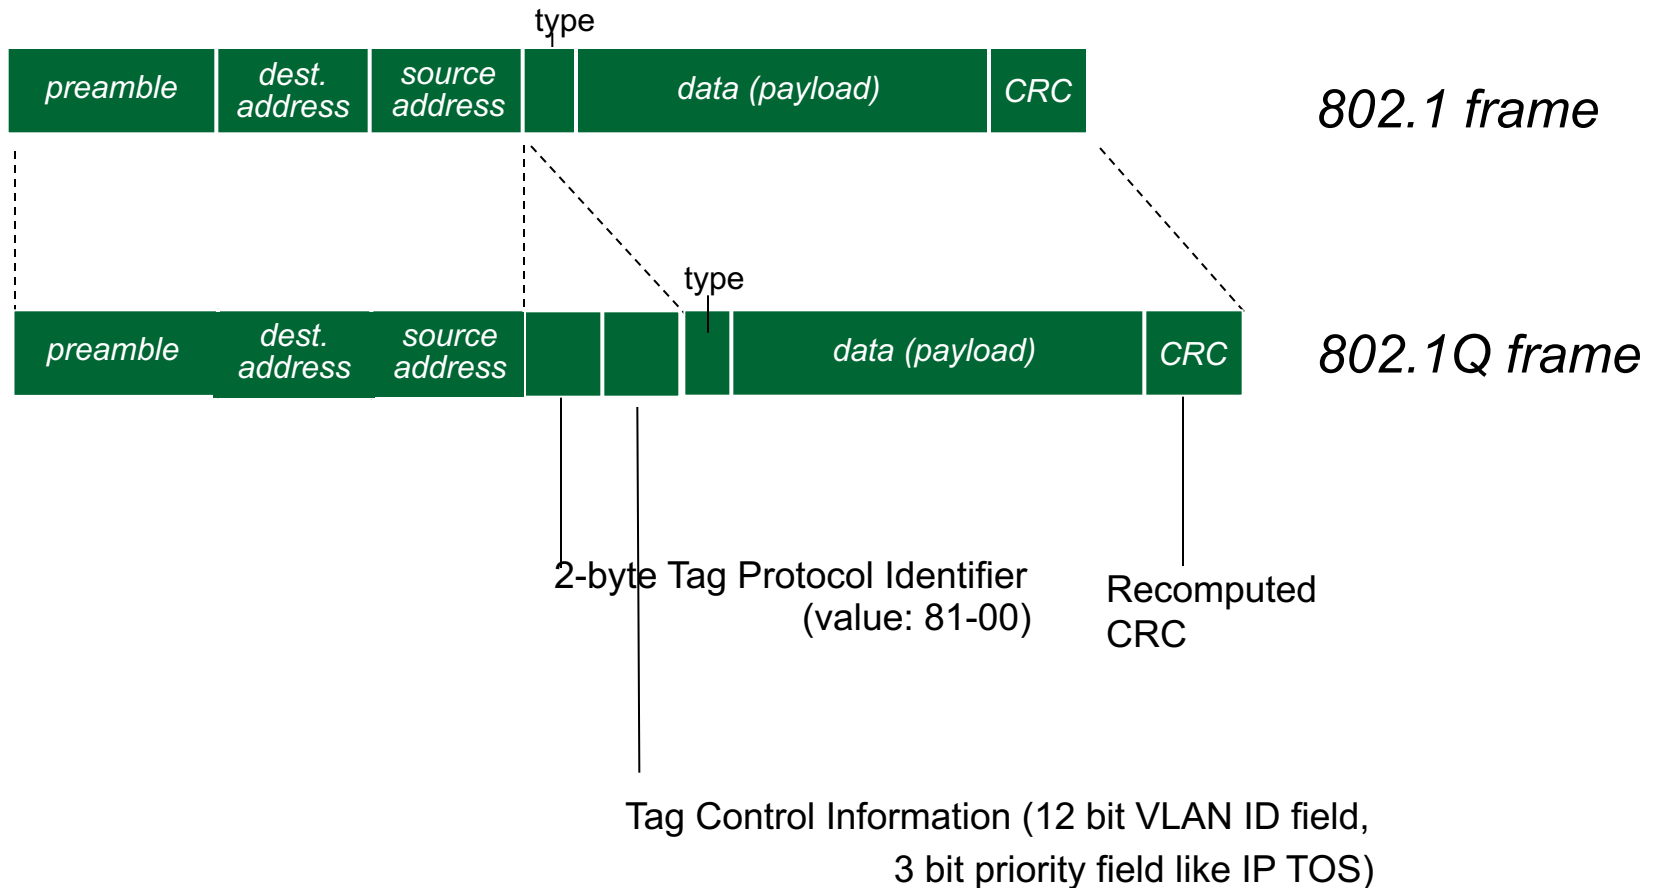 type
preamble
dest.
address
source
address
data (payload)
CRC
802.1 frame
type
preamble
dest.
address
source
address
data (payload)
CRC
802.1Q frame
2-byte Tag Protocol Identifier
(value: 81-00)
Recomputed
CRC
Tag Control Information (12 bit VLAN ID field,
3 bit priority field like IP TOS)